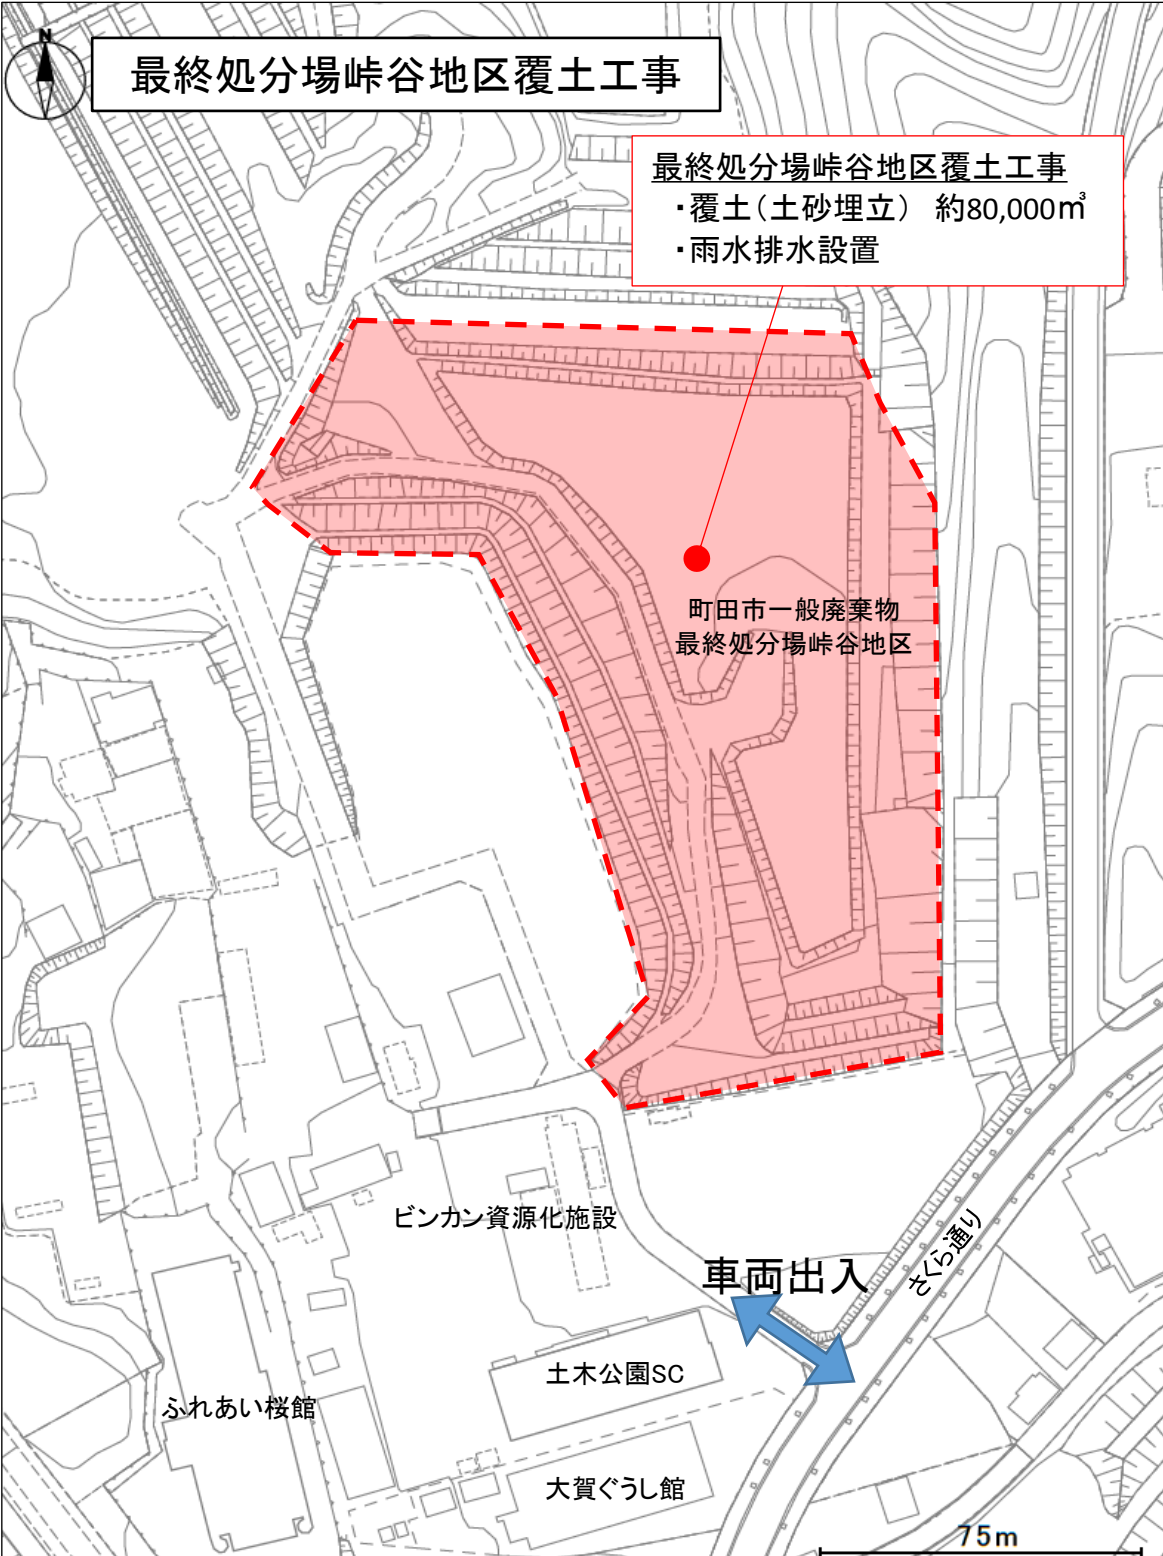 N
最終処分場峠谷地区覆土工事
最終処分場峠谷地区覆土工事
・覆土（土砂埋立） 約80,000㎥
・雨水排水設置
町田市一般廃棄物
最終処分場峠谷地区
ビンカン資源化施設
さくら通り
車両出入
土木公園SC
ふれあい桜館
大賀ぐうし館
75m